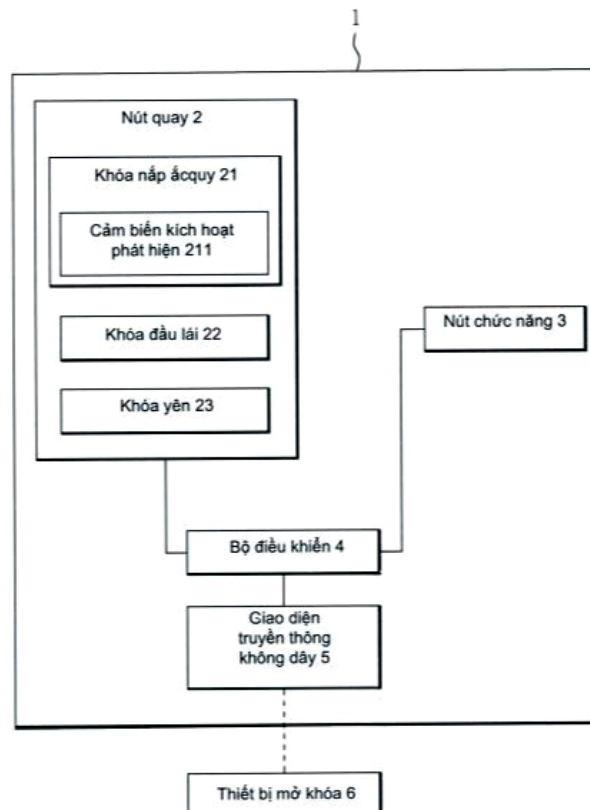 1
Nút quay 2
Khóa nắp ắcquy 21
Cảm biến kích hoạt
phát hiện 211
Khóa đầu lái 22
Khóa yên 23
Nút chức năng 3
Bộ điều khiển 4
Giao diện
truyền thông
không dây 5
Thiết bị mở khóa 6